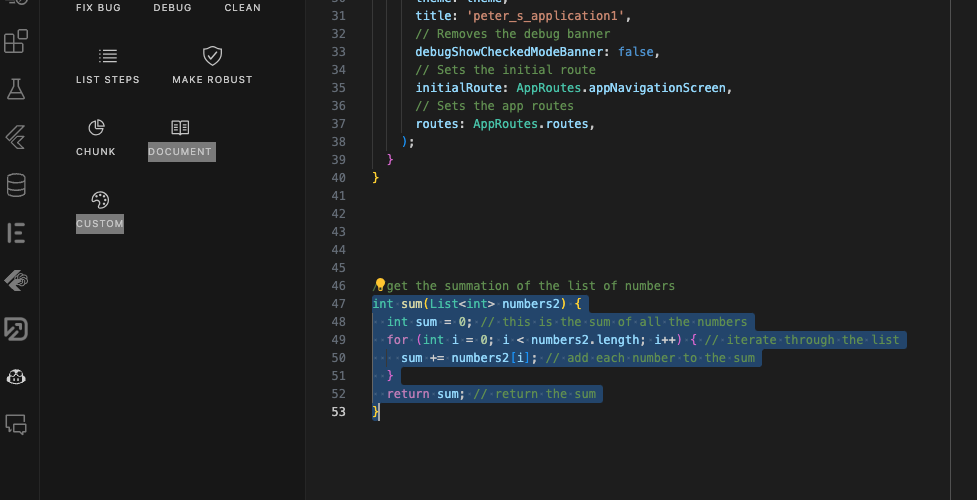 FIX BUG DEBUG CLEAN
LIST STEPS MAKE ROBUST
CHUNK DOCUMENT
CUSTOM
31 title: 'peter_s_application1',
32 // Removes the debug banner
33 debugShowCheckedModeBanner: false,
34 // Sets the initial route
35 initialRoute: AppRoutes.appNavigationScreen,
36 // Sets the app routes
37 routes: AppRoutes.routes,
38 );
39 }
40 }
41
42
43
44
45
46 /get the summation of the list of numbers
47 int sum(List<int> numbers2) {
48 int sum = 0; // this is the sum of all the numbers
49 for (int i = 0; i < numbers2.length; i++) { // iterate through the list
50 sum += numbers2[i]; // add each number to the sum
51 }
52 return sum; // return the sum
53 }